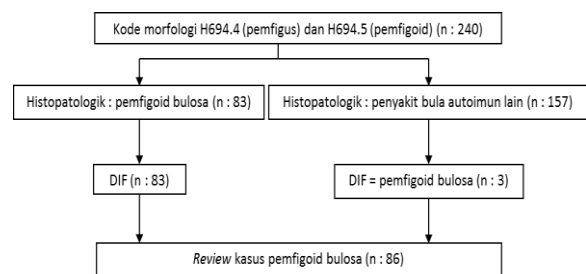 Kode morfologi H694.4 (pemfigus) dan H694.5 (pemfigoid) (n : 240)
Histopatologik : pemfigoid bulosa (n : 83)
Histopatologik : penyakit bula autoimun lain (n : 157)
DIF (n : 83)
DIF = pemfigoid bulosa (n : 3)
Review kasus pemfigoid bulosa (n : 86)